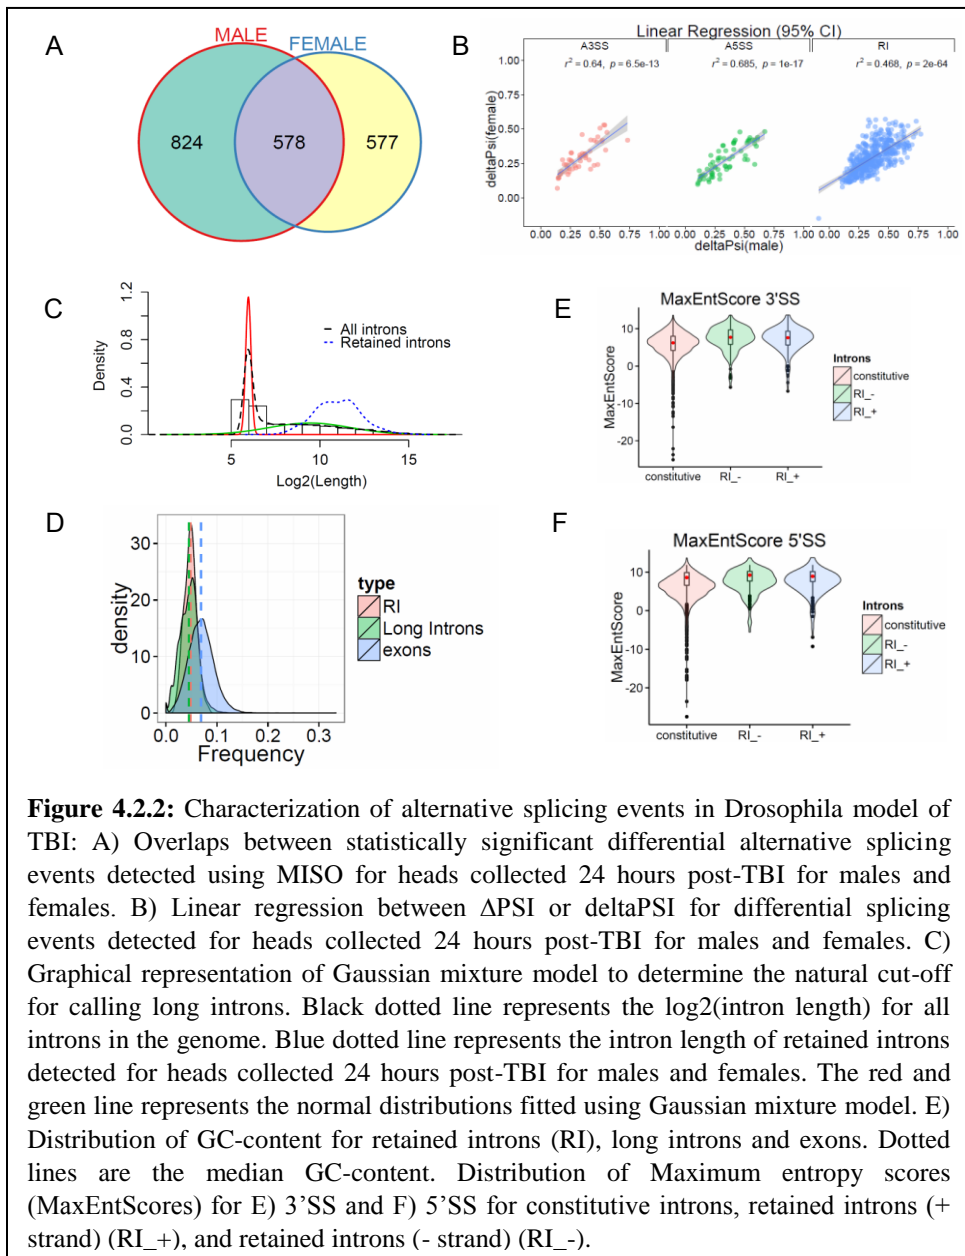 A
MALE
FEMALE
824
578
577
B
Linear Regression (95% CI)
A3SS
A5SS
RI
r² = 0.64, p = 6.5e-13
r² = 0.685, p = 1e-17
r² = 0.468, p = 2e-64
deltaPsi(female)
1.00
0.75
0.50
0.25
0.00
0.00 0.25 0.50 0.75 1.00
0.00 0.25 0.50 0.75 1.00
0.00 0.25 0.50 0.75 1.00
deltaPsi(male)
C
Density
1.2
0.8
0.4
0.0
All introns
Retained introns
5 10 15
Log2(Length)
E
MaxEntScore 3'SS
MaxEntScore
10
0
-10
-20
constitutive RI_- RI_+
Introns
constitutive
RI_-
RI_+
D
density
30
20
10
0
0.0 0.1 0.2 0.3
Frequency
type
RI
Long Introns
exons
F
MaxEntScore 5'SS
MaxEntScore
10
0
-10
-20
constitutive RI_- RI_+
Introns
constitutive
RI_-
RI_+
Figure 4.2.2: Characterization of alternative splicing events in Drosophila model of
TBI: A) Overlaps between statistically significant differential alternative splicing
events detected using MISO for heads collected 24 hours post-TBI for males and
females. B) Linear regression between ΔPSI or deltaPSI for differential splicing
events detected for heads collected 24 hours post-TBI for males and females. C)
Graphical representation of Gaussian mixture model to determine the natural cut-off
for calling long introns. Black dotted line represents the log2(intron length) for all
introns in the genome. Blue dotted line represents the intron length of retained introns
detected for heads collected 24 hours post-TBI for males and females. The red and
green line represents the normal distributions fitted using Gaussian mixture model. E)
Distribution of GC-content for retained introns (RI), long introns and exons. Dotted
lines are the median GC-content. Distribution of Maximum entropy scores
(MaxEntScores) for E) 3’SS and F) 5’SS for constitutive introns, retained introns (+
strand) (RI_+), and retained introns (- strand) (RI_-).